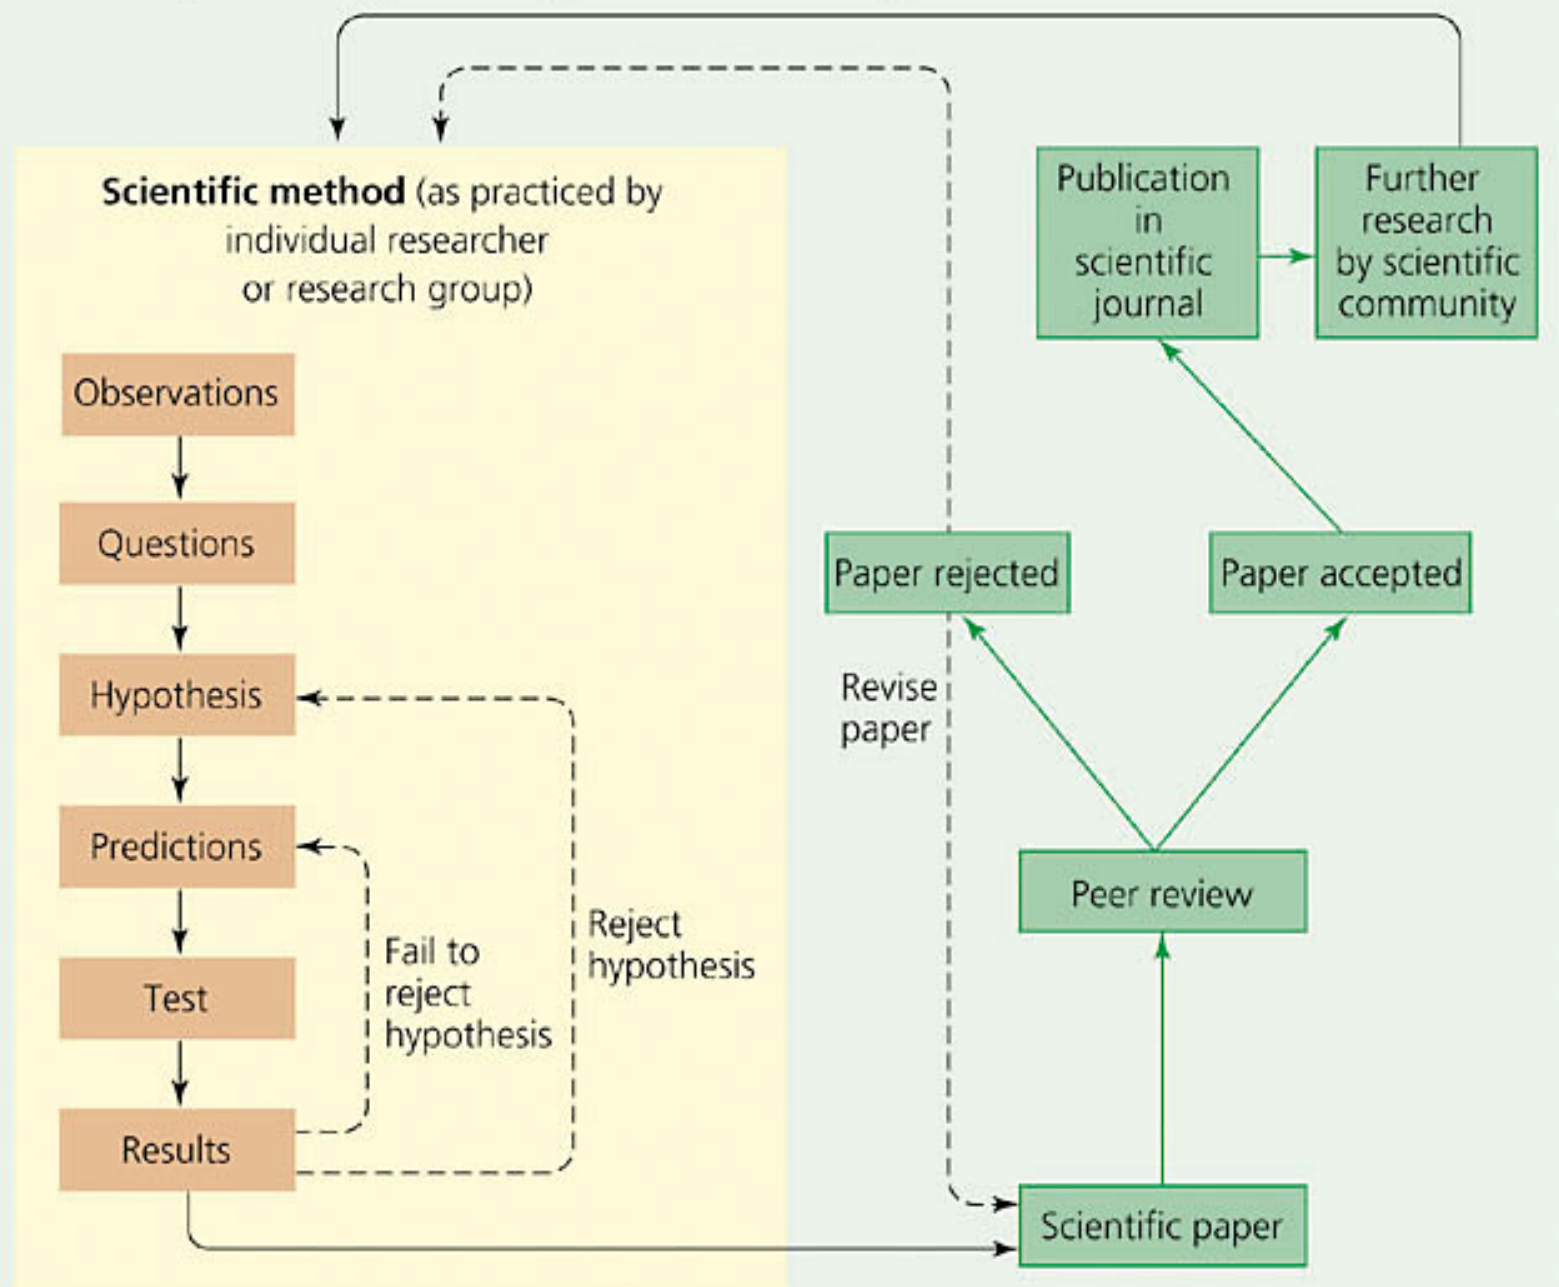 Scientific method (as practiced by
individual researcher
or research group)
Observations
Questions
Hypothesis
Predictions
Test
Results
Fail to
reject
hypothesis
Reject
hypothesis
Publication
in
scientific
journal
Further
research
by scientific
community
Paper rejected
Paper accepted
Revise
paper
Peer review
Scientific paper